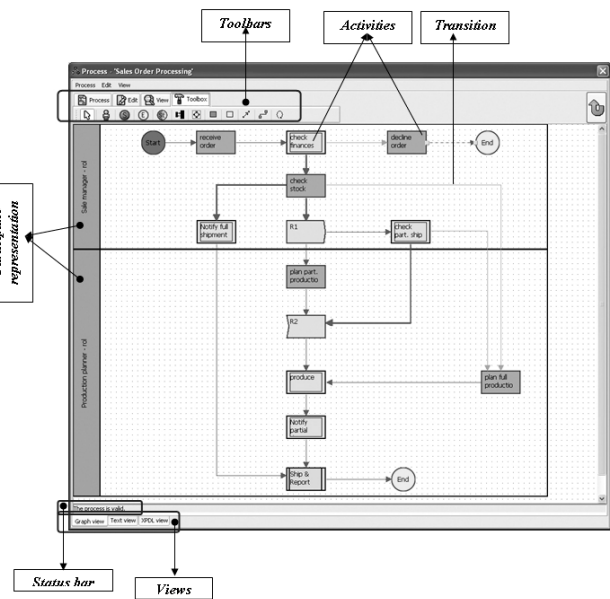 Toolbars
Activities
Transition
Process - 'Sales Order Processing'
Process Edit View
Process Edit View Toolbox
Start
receive
order
check
finances
decline
order
End
Sale manager - rol
check
stock
Notify full
shipment
R1
check
part. ship
representation
plan part.
productio
R2
Production planner - rol
produce
plan full
productio
Notify
partial
Ship &
Report
End
The process is valid.
Graph view Text view XPDL view
Status bar
Views